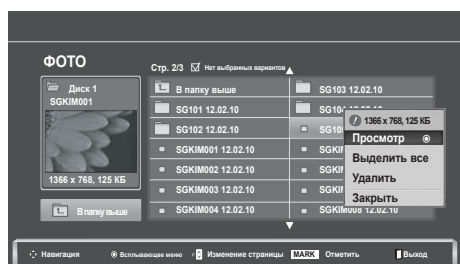 ФОТО
Стр. 2/3 Нет выбранных вариантов
Диск 1
SGKIM001
1366 x 768, 125 КБ
В папку выше
В папку выше
SG101 12.02.10
SG102 12.02.10
SGKIM001 12.02.10
SGKIM002 12.02.10
SGKIM003 12.02.10
SGKIM004 12.02.10
SG103 12.02.10
SGKIM008 12.02.10
1366 x 768, 125 КБ
Просмотр
Выделить все
Удалить
Закрыть
Навигация
Всплывающее меню
P Изменение страницы
MARK Отметить
Выход